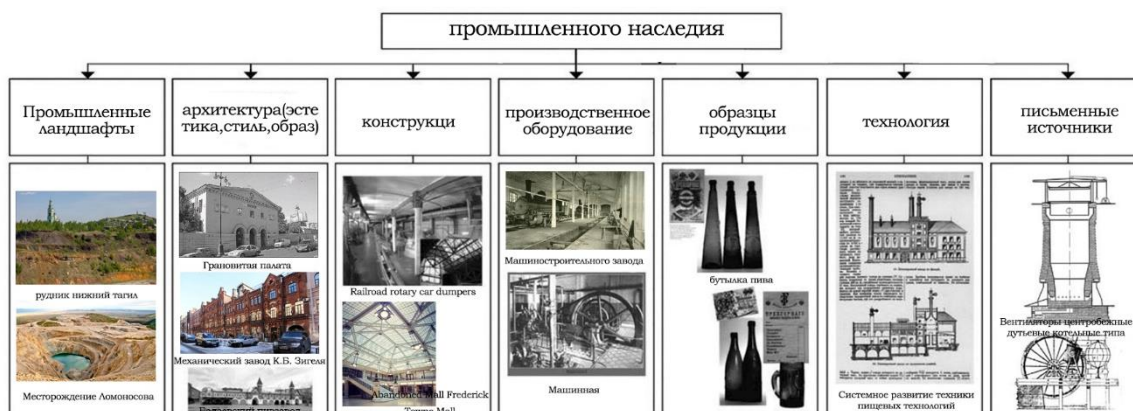 промышленного наследия
Промышленные
ландшафты
архитектура(эсте
тика,стиль,образ)
конструкци
производственное
оборудование
образцы
продукции
технология
письменные
источники
рудник нижний тагил
Месторождение Ломоносова
Грановитая палата
Механический завод К.Б. Зигеля
Railroad rotary car dumpers
Abandoned Mall Frederick
Towne Mall
Машиностроительного завода
Машинная
бутылка пива
Системное развитие техники
пищевых технологий
Вентиляторы центробежные
дутьевые котельные типа